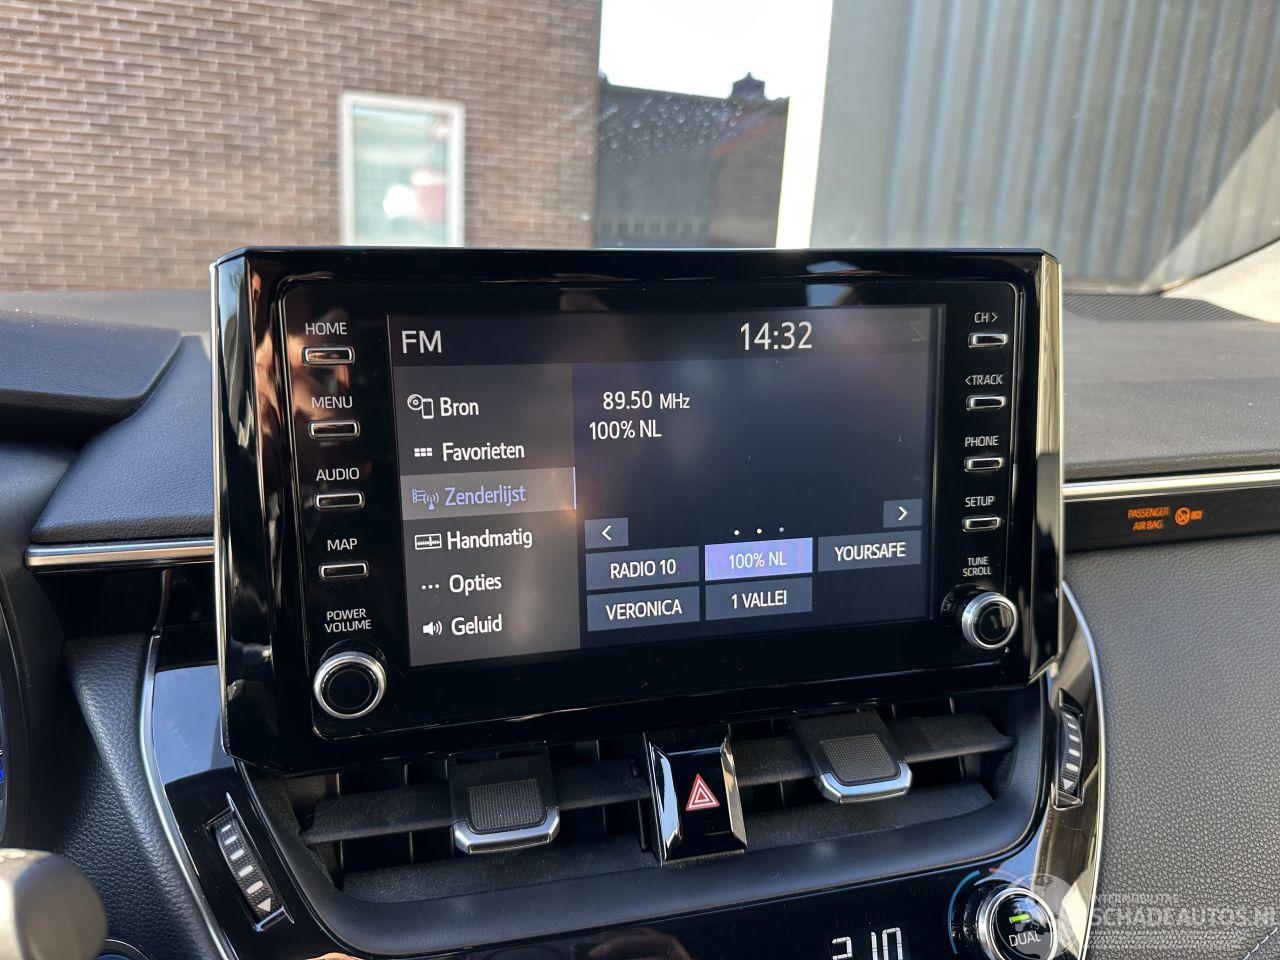 HOME
MENU
AUDIO
MAP
POWER
VOLUME
FM
14:32
Bron
Favorieten
Zenderlijst
Handmatig
Opties
Geluid
89.50 MHz
100% NL
<
>
RADIO 10
100% NL
YOURSAFE
VERONICA
1 VALLEI
CH>
<TRACK
PHONE
SETUP
TUNE
SCROLL
PASSENGER
AIR BAG
DUAL
SCHADEAUTOS.NL